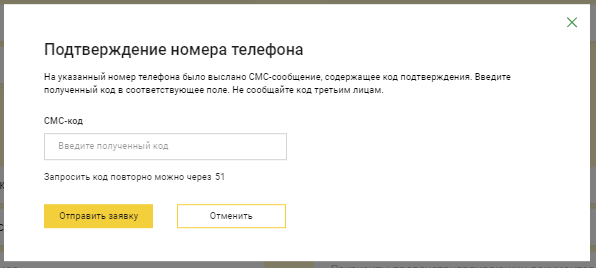 Подтверждение номера телефона
На указанный номер телефона было выслано СМС-сообщение, содержащее код подтверждения. Введите
полученный код в соответствующее поле. Не сообщайте код третьим лицам.
СМС-код
Введите полученный код
Запросить код повторно можно через 51
Отправить заявку Отменить